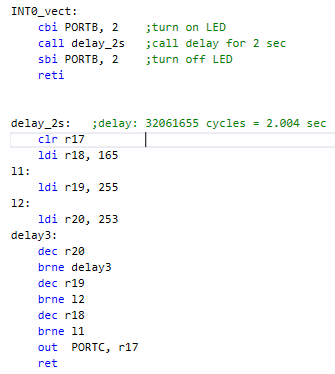 INT0_vect:
cbi PORTB, 2 ;turn on LED
call delay_2s ;call delay for 2 sec
sbi PORTB, 2 ;turn off LED
reti
delay_2s: ;delay: 32061655 cycles = 2.004 sec
clr r17
ldi r18, 165
l1:
ldi r19, 255
l2:
ldi r20, 253
delay3:
dec r20
brne delay3
dec r19
brne l2
dec r18
brne l1
out PORTC, r17
ret